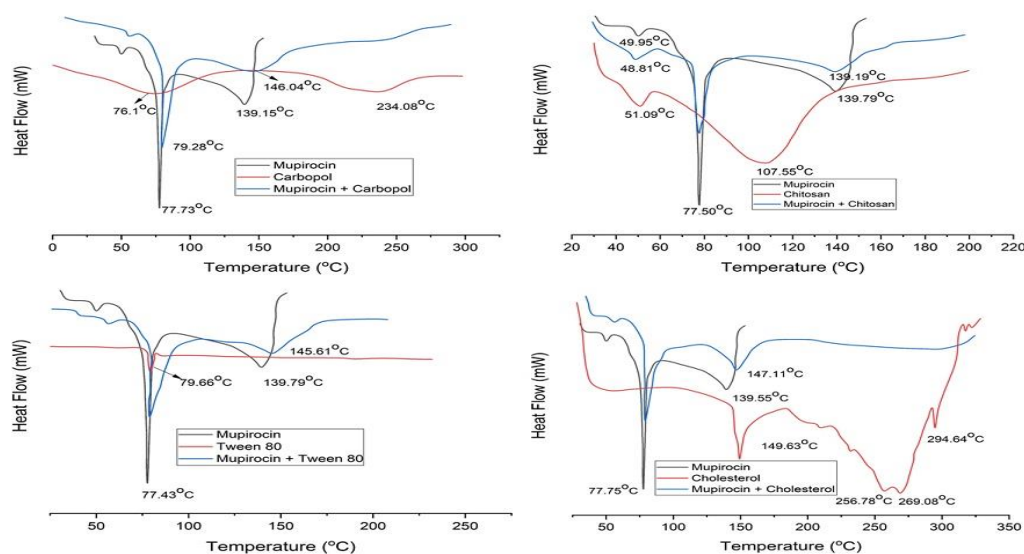 Heat Flow (mW)
76.1°C
79.28°C
77.73°C
139.15°C
146.04°C
234.08°C
Mupirocin
Carbopol
Mupirocin + Carbopol
0 50 100 150 200 250 300
Temperature (°C)
Heat Flow (mW)
49.95°C
48.81°C
51.09°C
77.50°C
107.55°C
139.19°C
139.79°C
Mupirocin
Chitosan
Mupirocin + Chitosan
20 40 60 80 100 120 140 160 180 200 220
Temperature (°C)
Heat Flow (mW)
79.66°C
77.43°C
145.61°C
139.79°C
Mupirocin
Tween 80
Mupirocin + Tween 80
50 100 150 200 250
Temperature (°C)
Heat Flow (mW)
77.75°C
147.11°C
139.55°C
149.63°C
294.64°C
256.78°C
269.08°C
Mupirocin
Cholesterol
Mupirocin + Cholesterol
50 100 150 200 250 300 350
Temperature (°C)